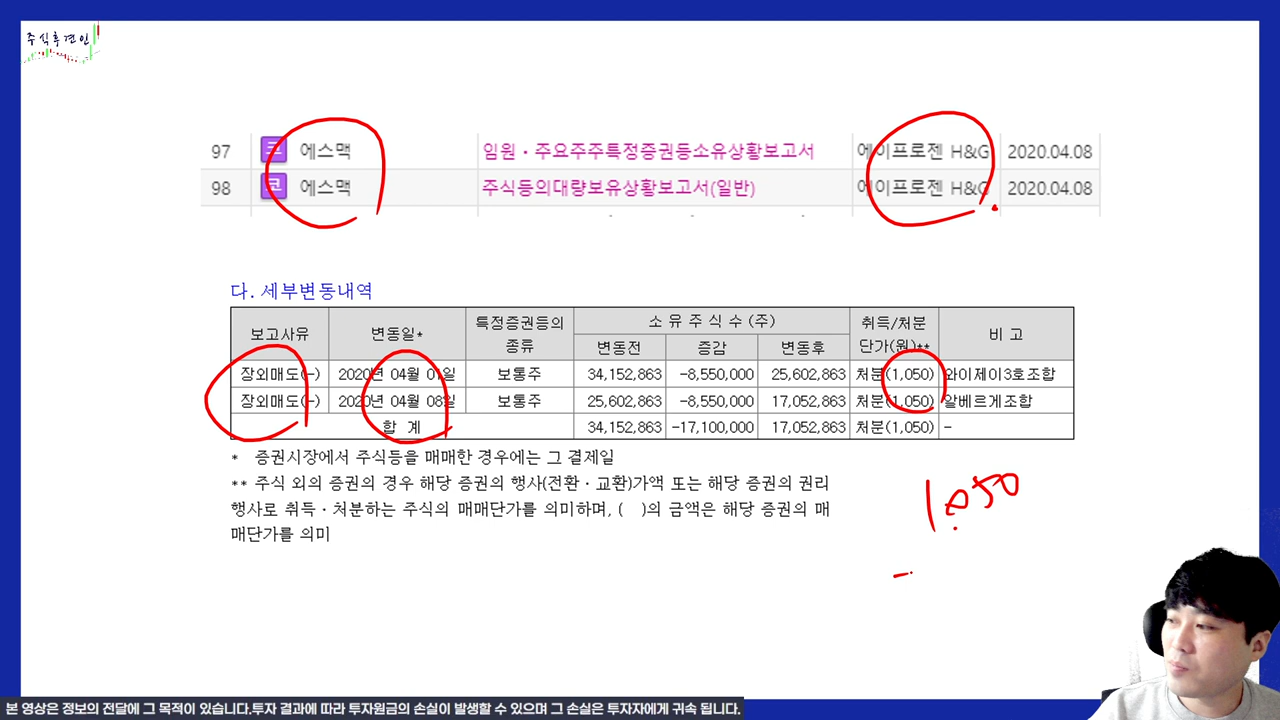 주식후견인
97 코 에스맥 임원ㆍ주요주주특정증권등소유상황보고서 에이프로젠 H&G 2020.04.08
98 코 에스맥 주식등의대량보유상황보고서(일반) 에이프로젠 H&G 2020.04.08
다. 세부변동내역
보고사유 변동일* 특정증권등의 종류 소 유 주 식 수 (주) 취득/처분 단가(원)** 비 고
변동전 증감 변동후
장외매도(-) 2020년 04월 01일 보통주 34,152,863 -8,550,000 25,602,863 처분(1,050) 와이제이3호조합
장외매도(-) 2020년 04월 08일 보통주 25,602,863 -8,550,000 17,052,863 처분(1,050) 알베르게조합
합 계 34,152,863 -17,100,000 17,052,863 처분(1,050) -
* 증권시장에서 주식등을 매매한 경우에는 그 결제일
** 주식 외의 증권의 경우 해당 증권의 행사(전환ㆍ교환)가액 또는 해당 증권의 권리
행사로 취득ㆍ처분하는 주식의 매매단가를 의미하며, ( )의 금액은 해당 증권의 매
매단가를 의미
1.050
본 영상은 정보의 전달에 그 목적이 있습니다.투자 결과에 따라 투자원금의 손실이 발생할 수 있으며 그 손실은 투자자에게 귀속 됩니다.